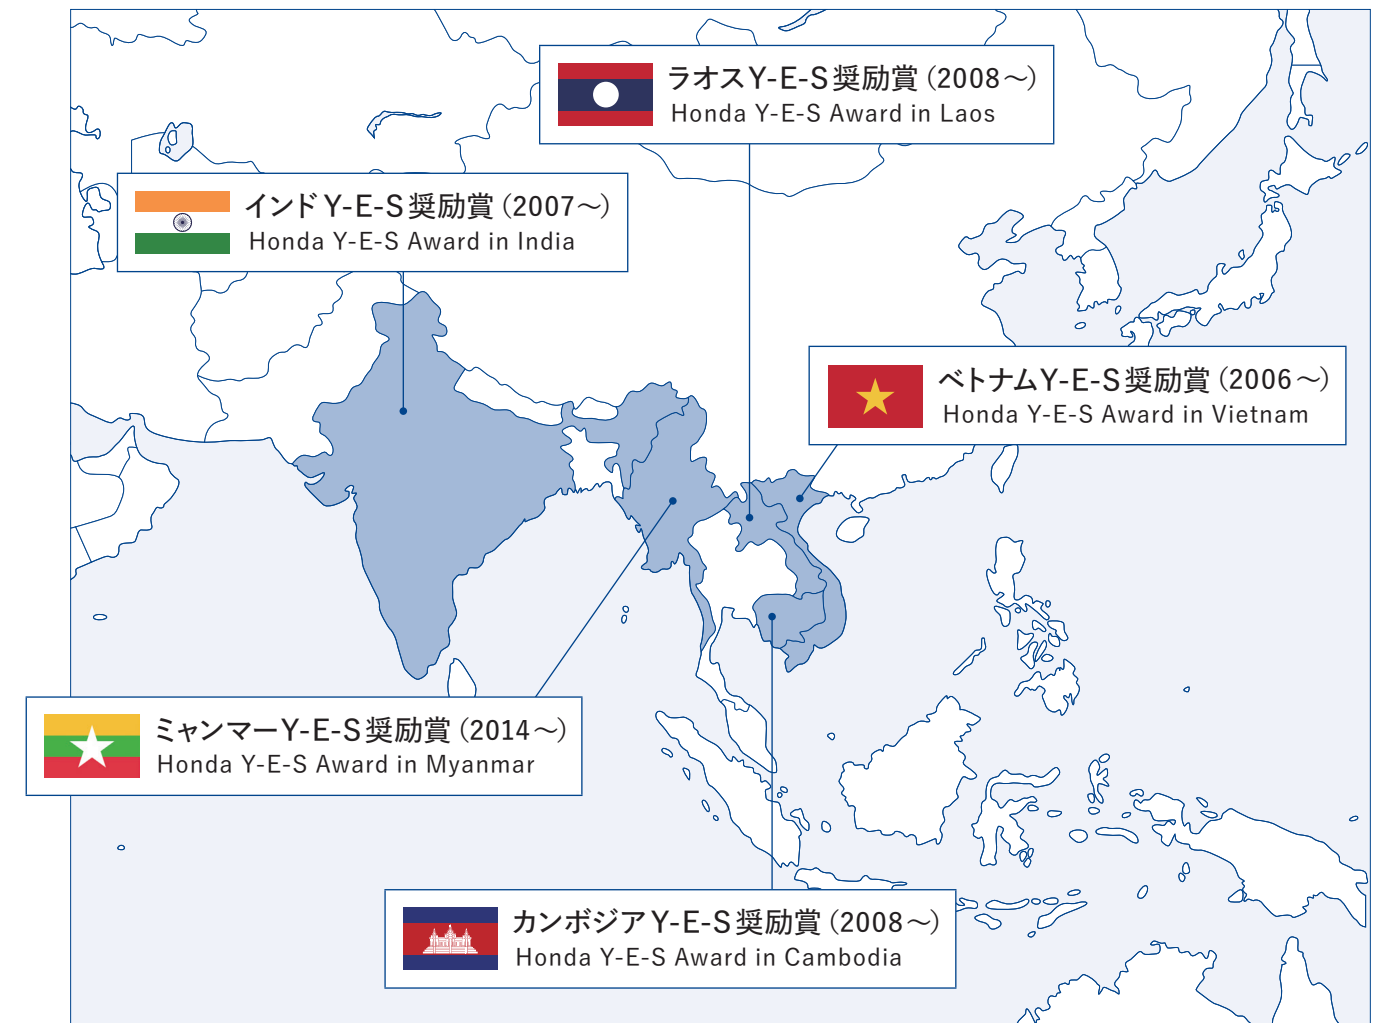 ラオスY-E-S奨励賞（2008～）
Honda Y-E-S Award in Laos
インドY-E-S奨励賞（2007～）
Honda Y-E-S Award in India
ベトナムY-E-S奨励賞（2006～）
Honda Y-E-S Award in Vietnam
ミャンマーY-E-S奨励賞（2014～）
Honda Y-E-S Award in Myanmar
カンボジアY-E-S奨励賞（2008～）
Honda Y-E-S Award in Cambodia